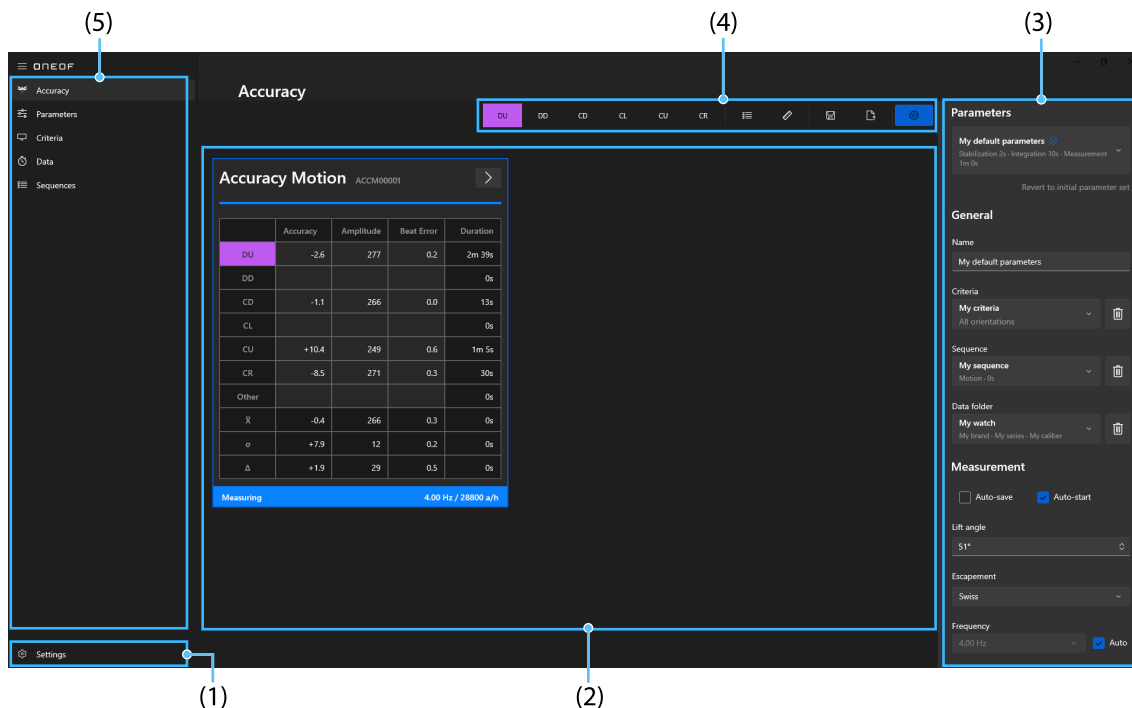 (5)
(4)
(3)
ONEOF
Accuracy
Parameters
Criteria
Data
Sequences
Settings
(1)
Accuracy
DU DD CD CL CU CR
Accuracy Motion ACCM00001
Accuracy Amplitude Beat Error Duration
DU -2.6 277 0.2 2m 39s
DD 0s
CD -1.1 266 0.0 13s
CL 0s
CU +10.4 249 0.6 1m 5s
CR -8.5 271 0.3 30s
Other 0s
X̄ -0.4 266 0.3 0s
σ +7.9 12 0.2 0s
Δ +1.9 29 0.5 0s
Measuring 4.00 Hz / 28800 a/h
(2)
Parameters
My default parameters
Stabilization 2s - Integration 10s - Measurement
1m 0s
Revert to initial parameter set
General
Name
My default parameters
Criteria
My criteria
All orientations
Sequence
My sequence
Motion - 0s
Data folder
My watch
My brand - My series - My caliber
Measurement
Auto-save Auto-start
Lift angle
51°
Escapement
Swiss
Frequency
4.00 Hz Auto